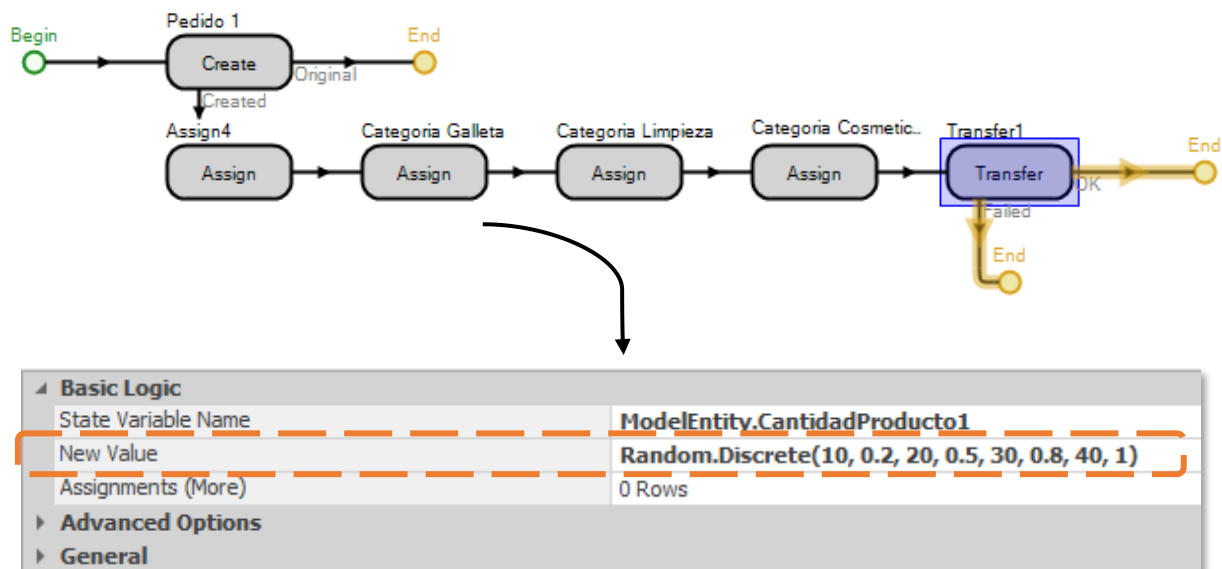 Pedido 1
Begin
End
Create
Original
Created
Assign4
Categoria Galleta
Categoria Limpieza
Categoria Cosmetic..
Transfer1
End
Assign
Assign
Assign
Assign
Transfer
OK
Failed
End
Basic Logic
State Variable Name ModelEntity.CantidadProducto1
New Value Random.Discrete(10, 0.2, 20, 0.5, 30, 0.8, 40, 1)
Assignments (More) 0 Rows
Advanced Options
General